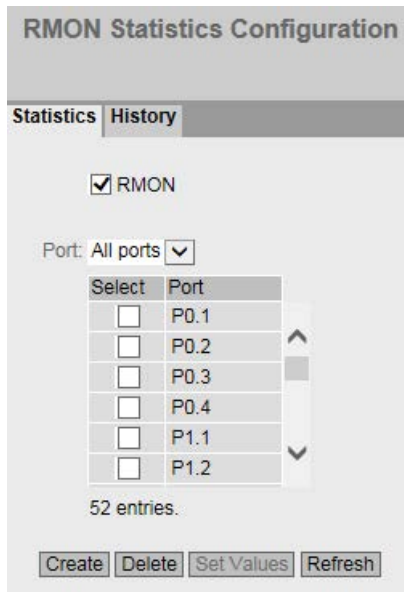 RMON Statistics Configuration
Statistics History
RMON
Port: All ports
Select Port
P0.1
P0.2
P0.3
P0.4
P1.1
P1.2
52 entries.
Create Delete Set Values Refresh